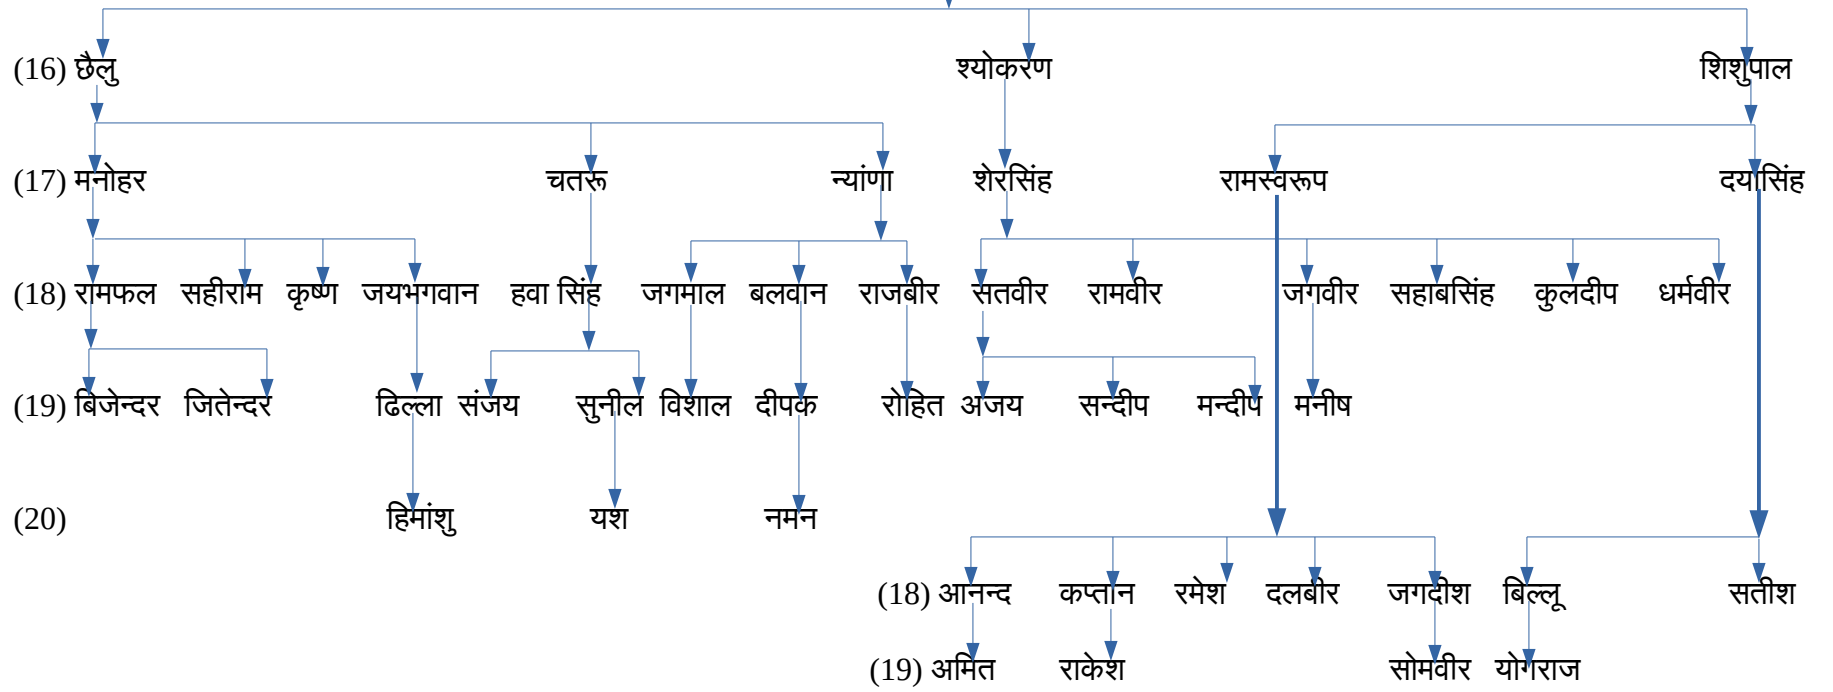 (16) छैलु श्योकरण शिशुपाल
(17) मनोहर चतरू न्यांणा शेरसिंह रामस्वरूप दयासिंह
(18) रामफल सहीराम कृष्ण जयभगवान हवा सिंह जगमाल बलवान राजबीर सतवीर रामवीर जगवीर सहाबसिंह कुलदीप धर्मवीर
(19) बिजेन्दर जितेन्दर ढिल्ला संजय सुनील विशाल दीपक रोहित अजय सन्दीप मन्दीप मनीष
(20) हिमांशु यश नमन
(18) आनन्द कप्तान रमेश दलबीर जगदीश बिल्लू सतीश
(19) अमित राकेश सोमवीर योगराज